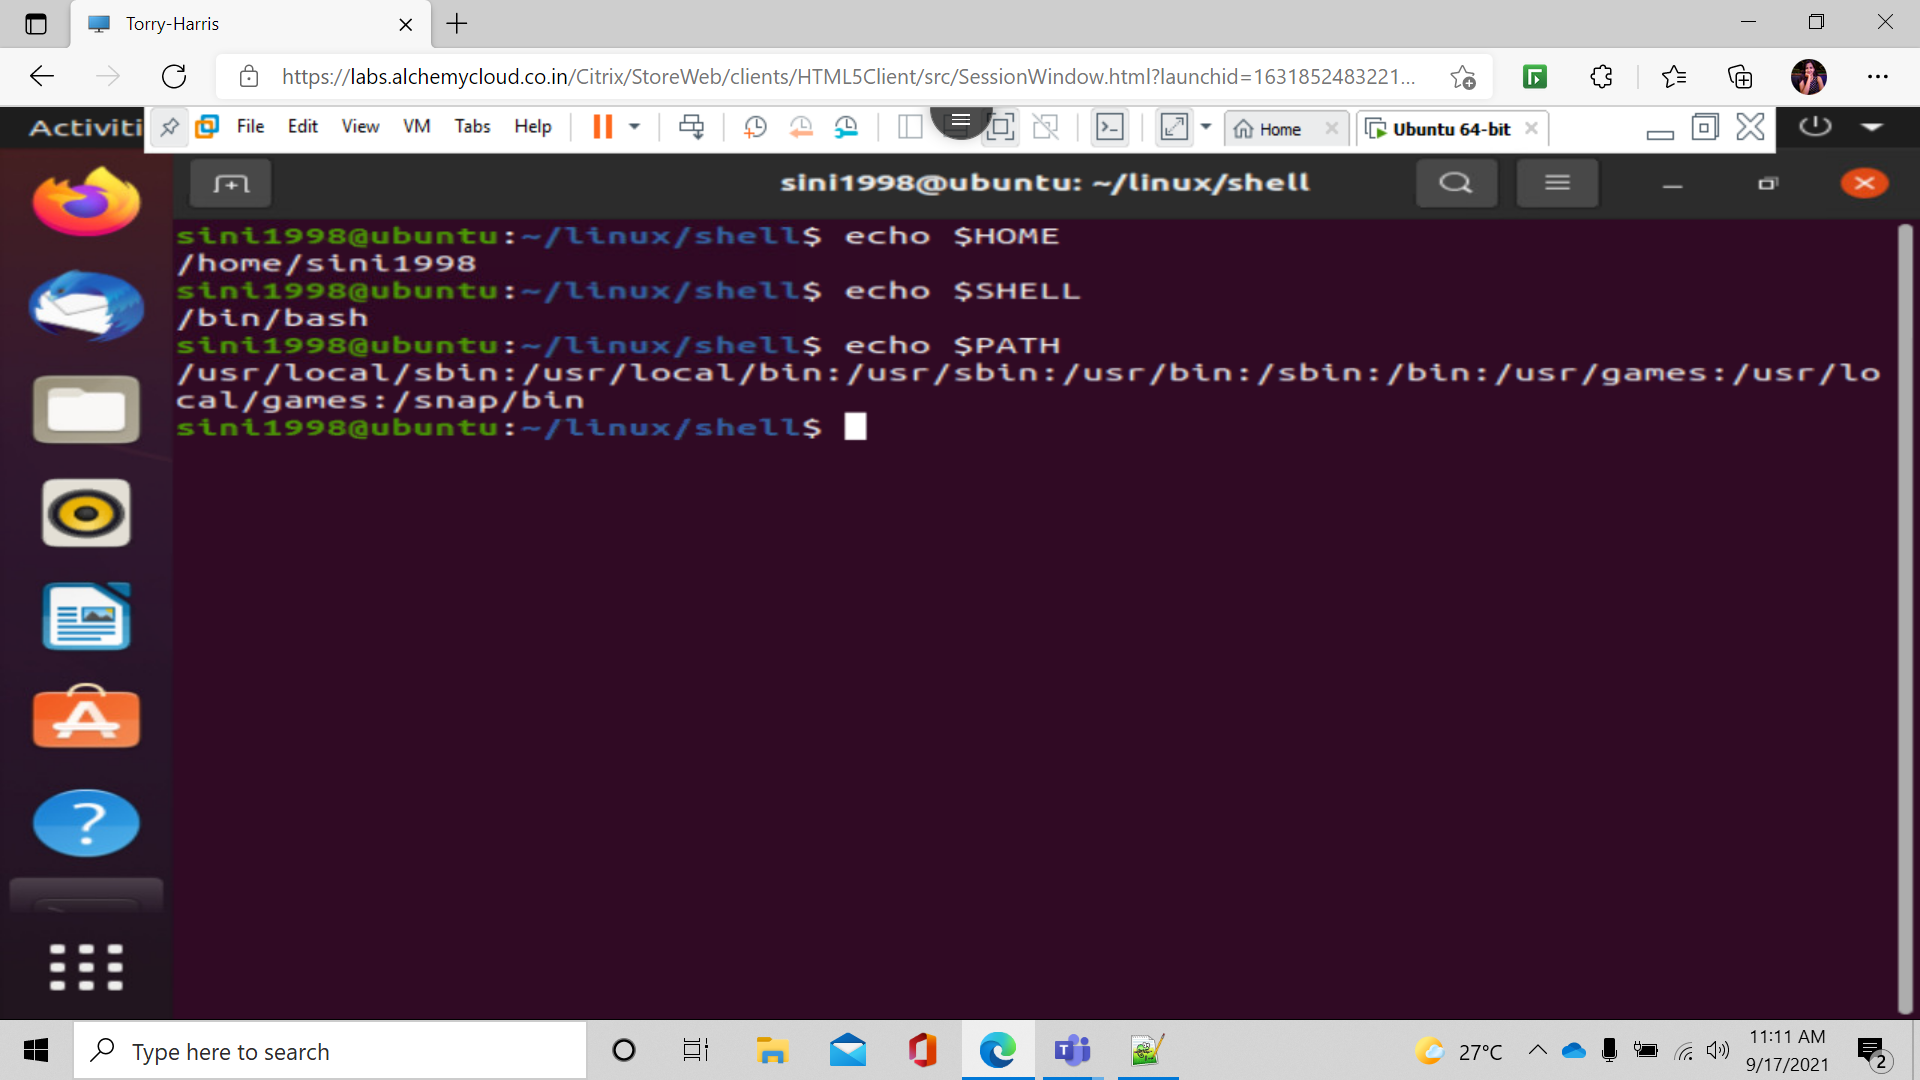 Torry-Harris
https://labs.alchemycloud.co.in/Citrix/StoreWeb/clients/HTML5Client/src/SessionWindow.html?launchid=1631852483221...
Activiti
File Edit View VM Tabs Help
Home
Ubuntu 64-bit
sini1998@ubuntu: ~/linux/shell
sini1998@ubuntu:~/linux/shell$ echo $HOME
/home/sini1998
sini1998@ubuntu:~/linux/shell$ echo $SHELL
/bin/bash
sini1998@ubuntu:~/linux/shell$ echo $PATH
/usr/local/sbin:/usr/local/bin:/usr/sbin:/usr/bin:/sbin:/bin:/usr/games:/usr/lo
cal/games:/snap/bin
sini1998@ubuntu:~/linux/shell$
Type here to search
27°C
11:11 AM
9/17/2021
2